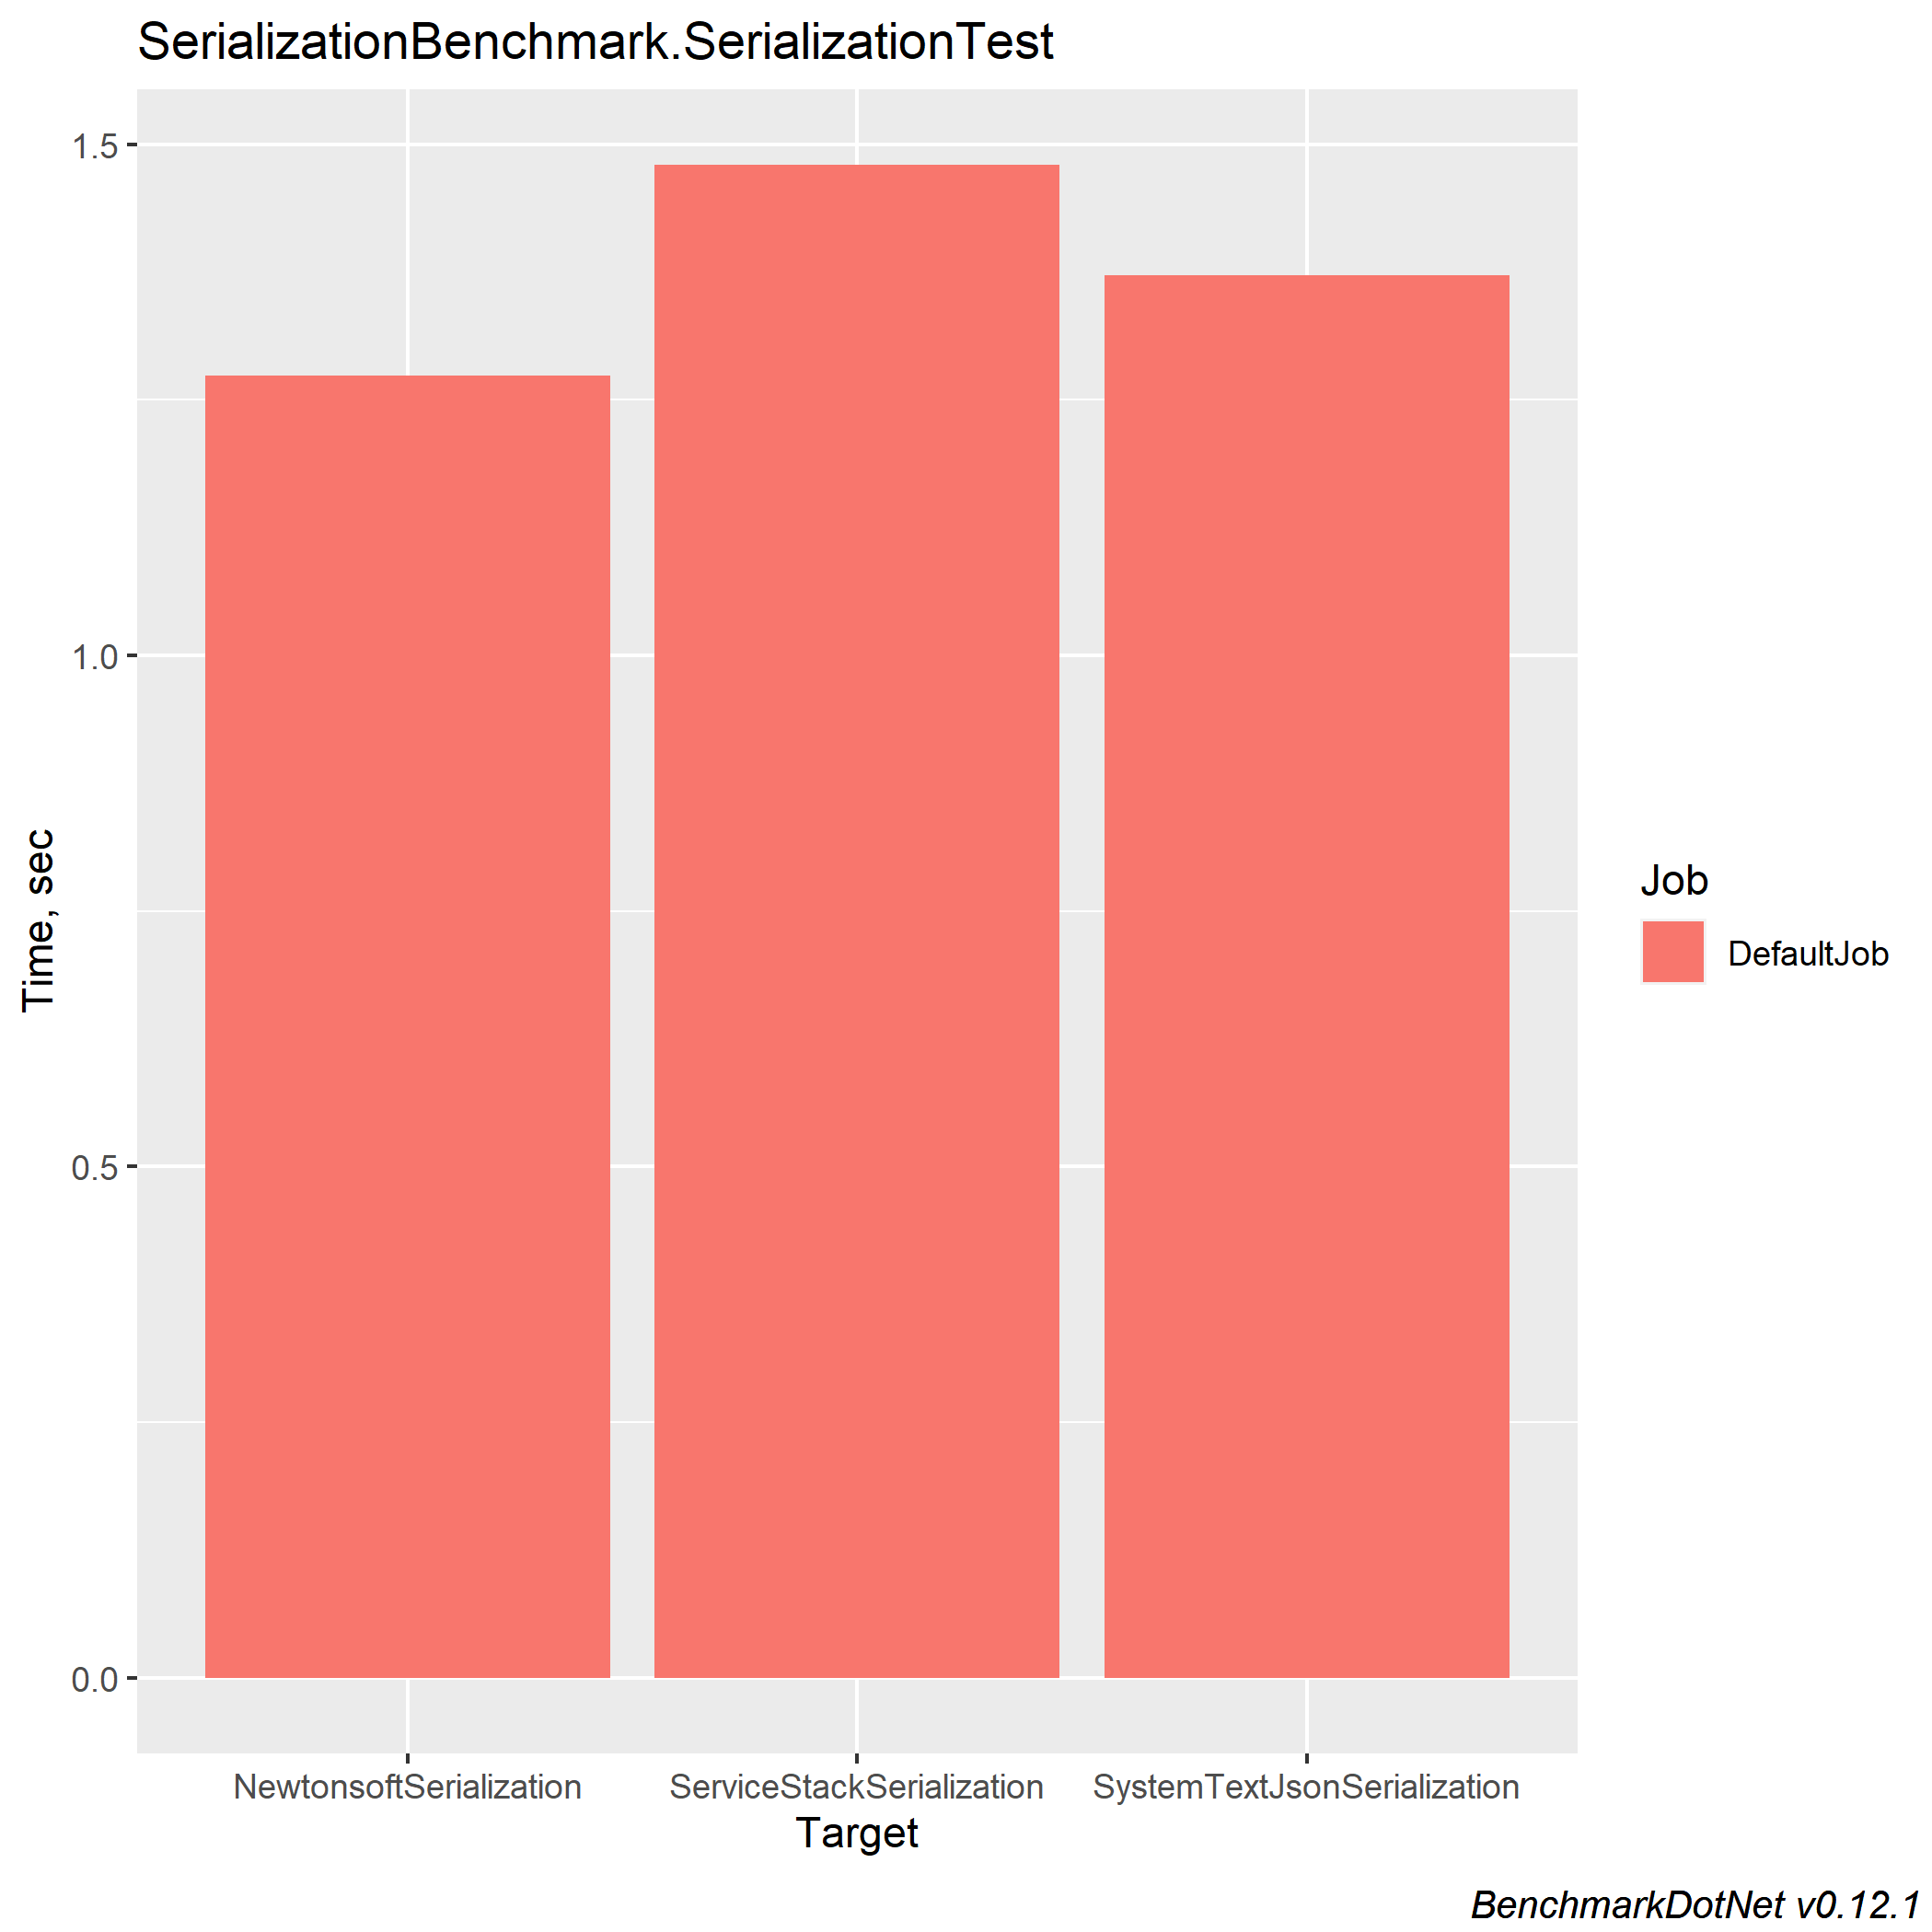 SerializationBenchmark.SerializationTest
1.5
1.0
0.5
0.0
Time, sec
NewtonsoftSerialization
ServiceStackSerialization
SystemTextJsonSerialization
Target
Job
DefaultJob
BenchmarkDotNet v0.12.1